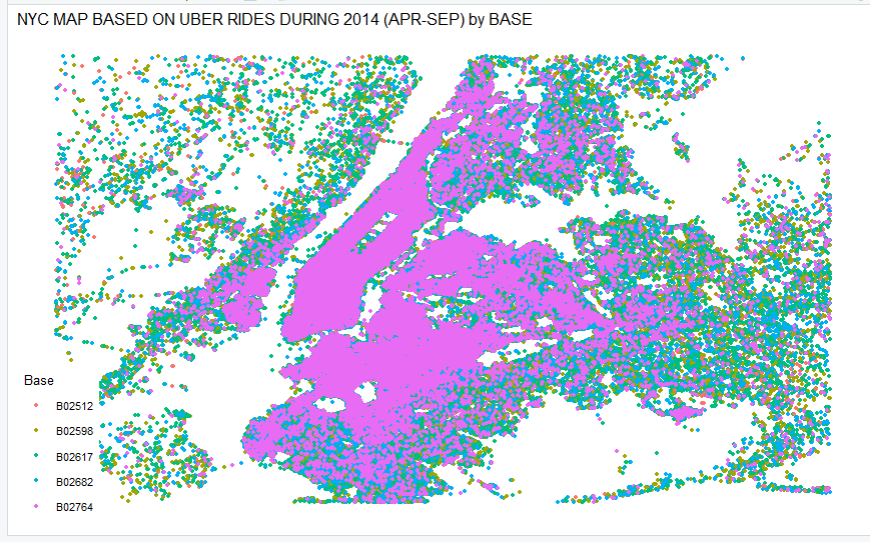 NYC MAP BASED ON UBER RIDES DURING 2014 (APR-SEP) by BASE
Base
B02512
B02598
B02617
B02682
B02764